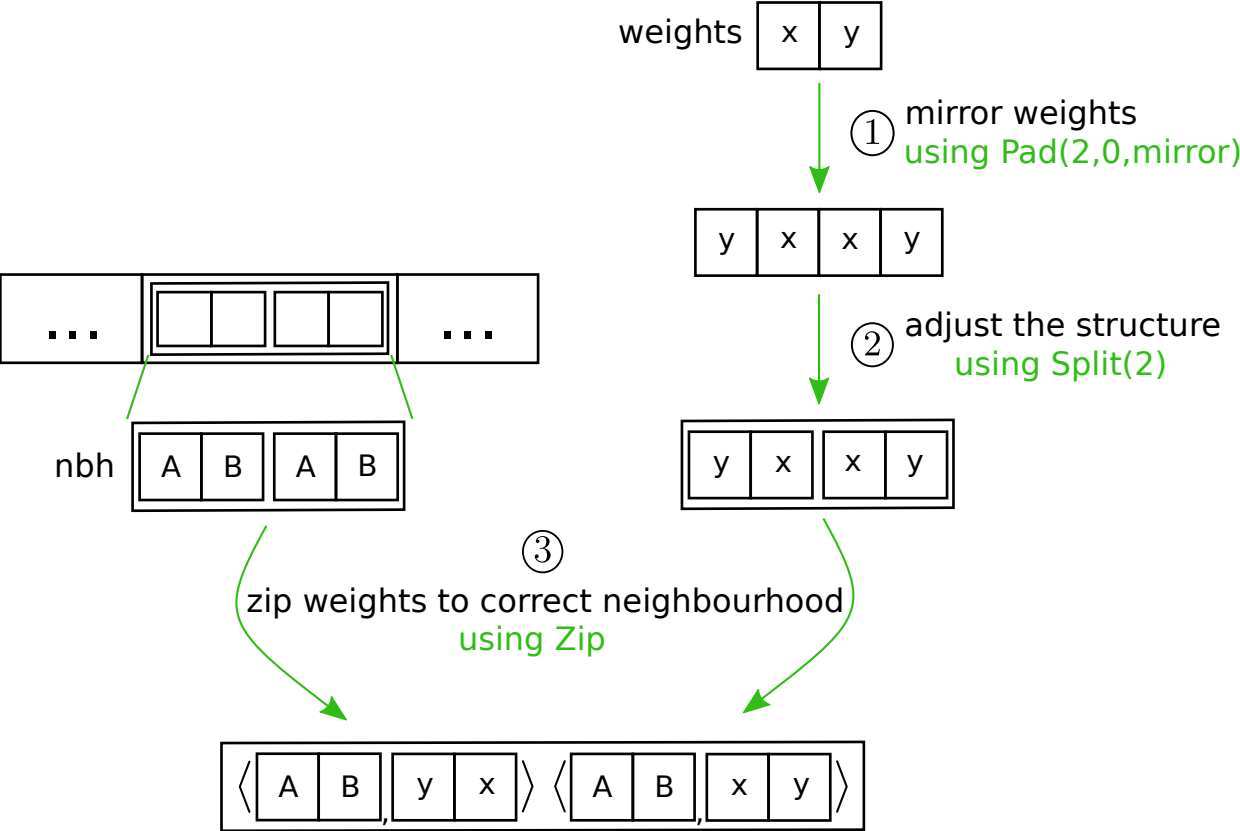 weights x y
① mirror weights
using Pad(2,0,mirror)
y x x y
... ...
② adjust the structure
using Split(2)
nbh A B A B
y x x y
③
zip weights to correct neighbourhood
using Zip
⟨ A B , y x ⟩ ⟨ A B , x y ⟩